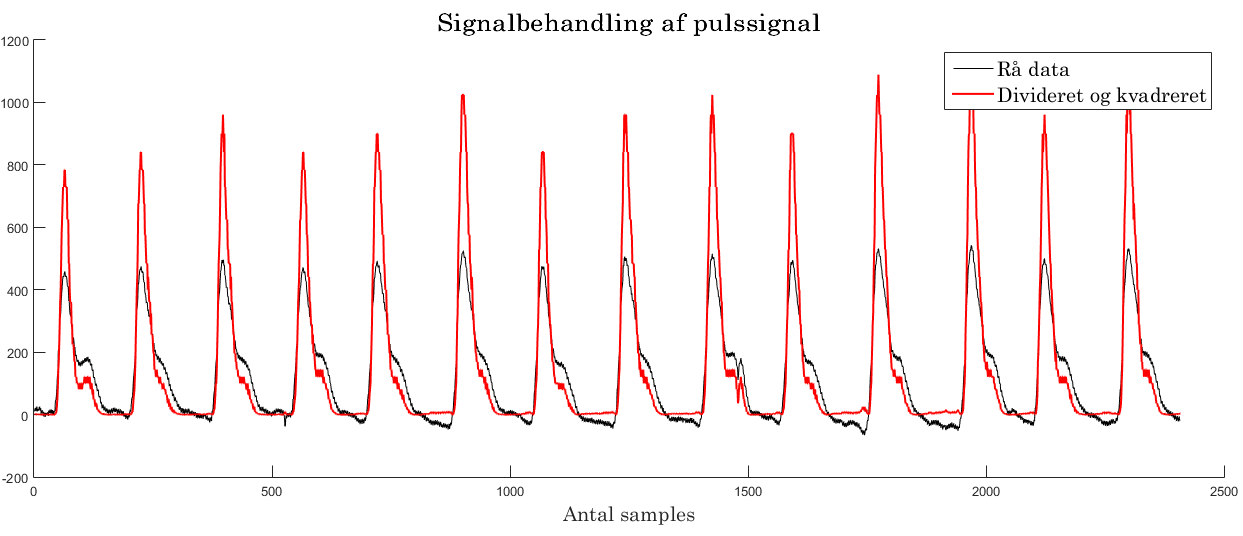 Signalbehandling af pulssignal
1200
1000
800
600
400
200
0
-200
0 500 1000 1500 2000 2500
Antal samples
Rå data
Divideret og kvadreret